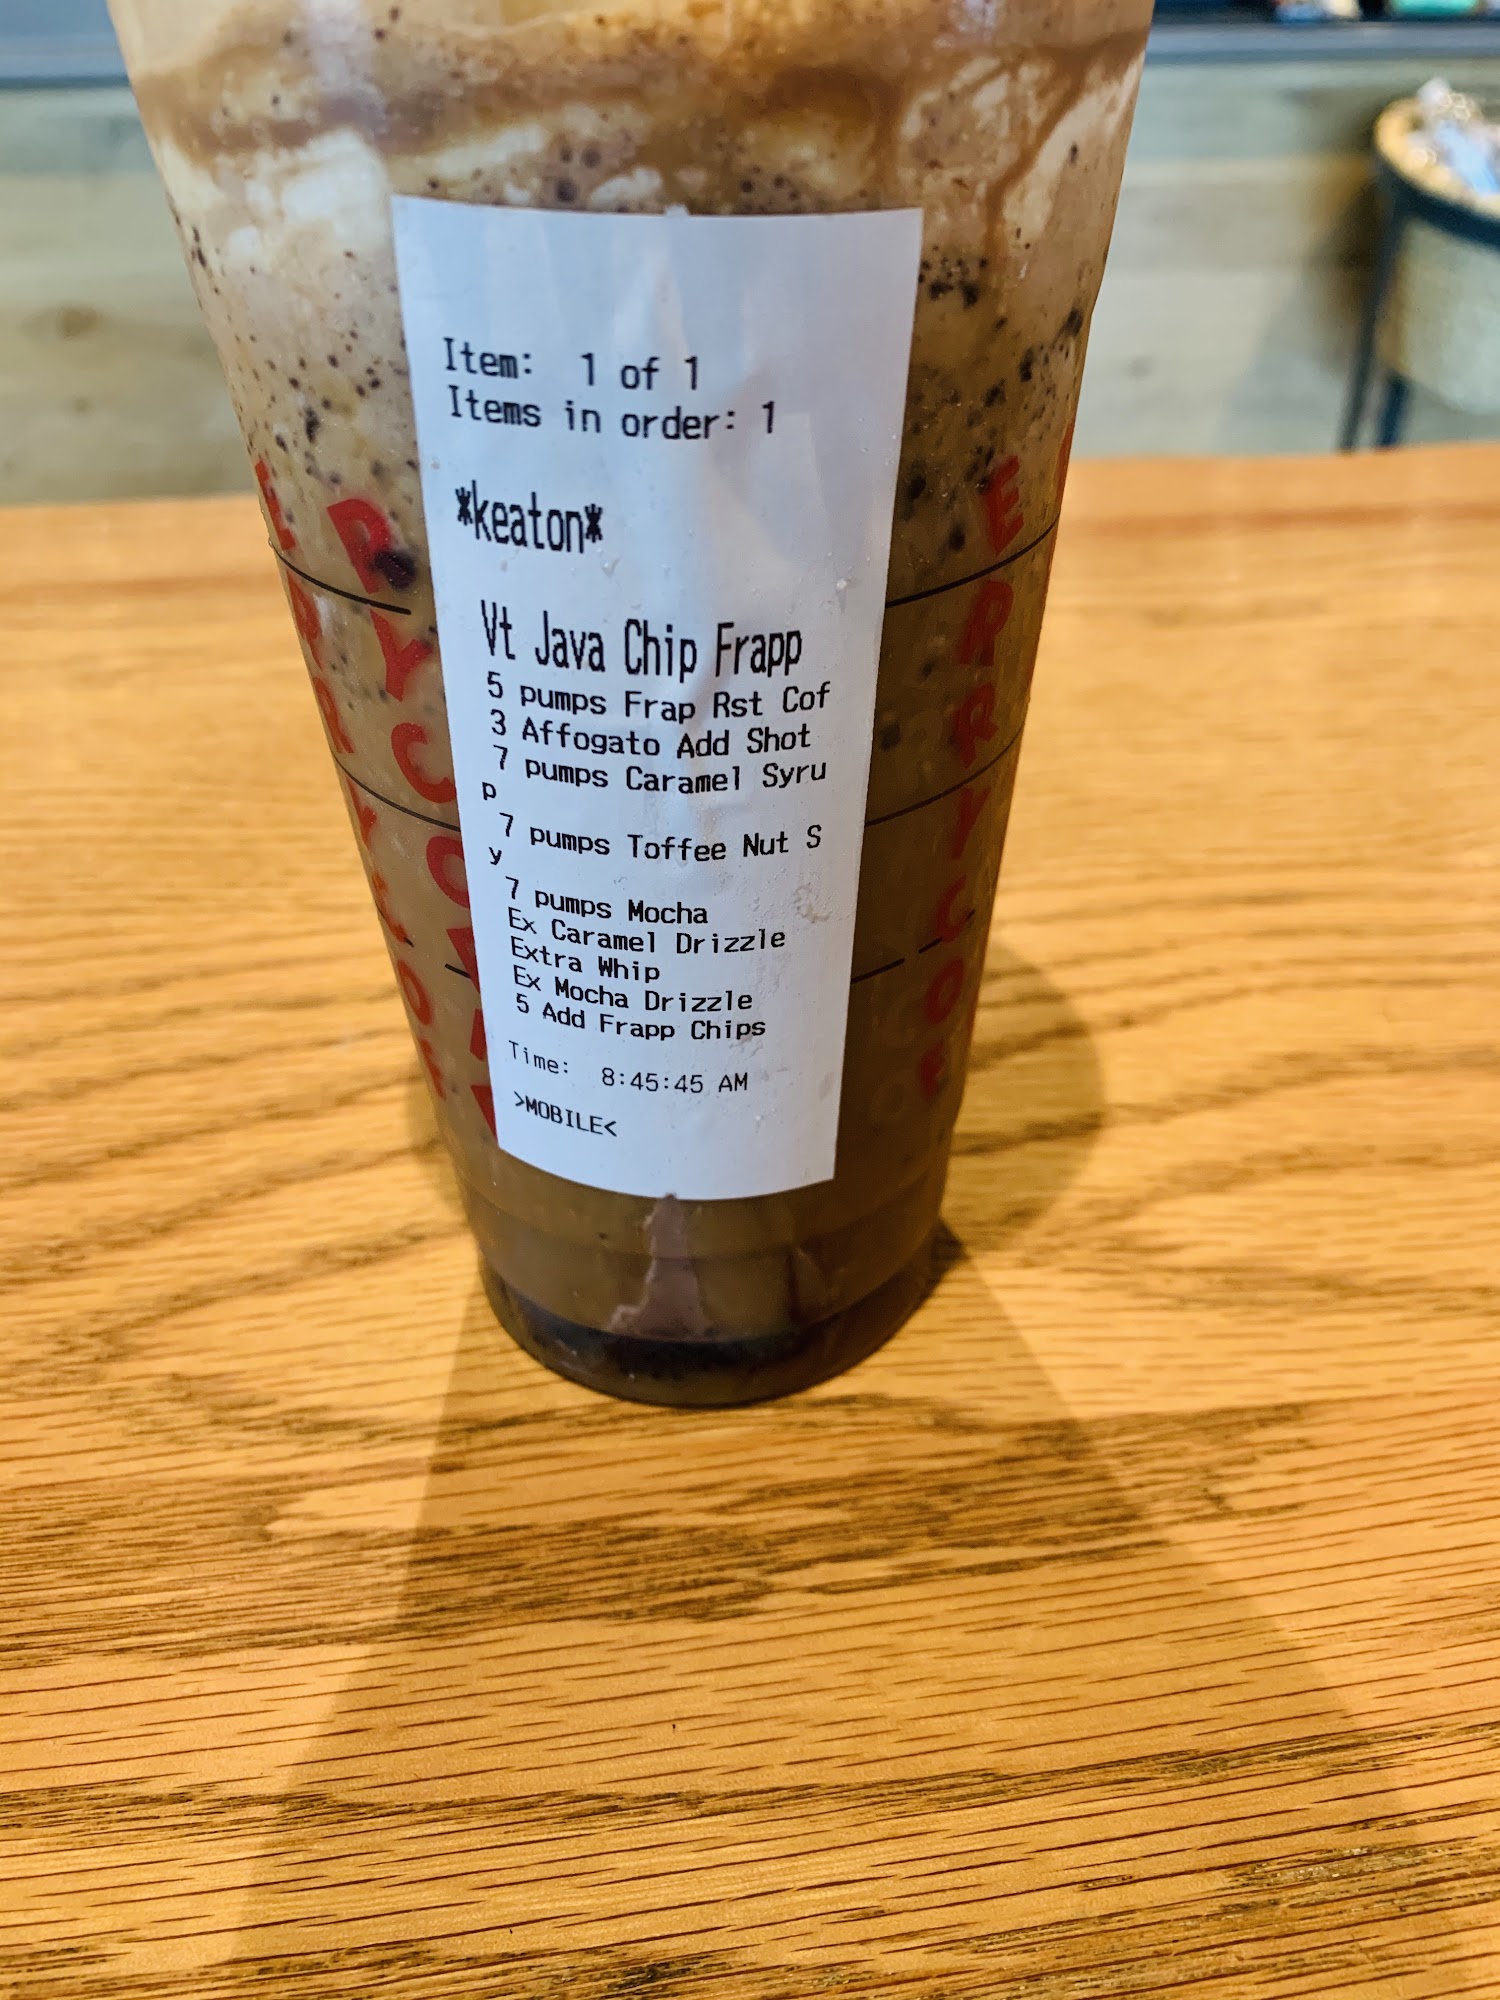 Item: 1 of 1
Items in order: 1
*keaton*
Vt Java Chip Frapp
5 pumps Frap Rst Cof
3 Affogato Add Shot
7 pumps Caramel Syru
p
7 pumps Toffee Nut S
y
7 pumps Mocha
Ex Caramel Drizzle
Extra Whip
Ex Mocha Drizzle
5 Add Frapp Chips
Time: 8:45:45 AM
>MOBILE<